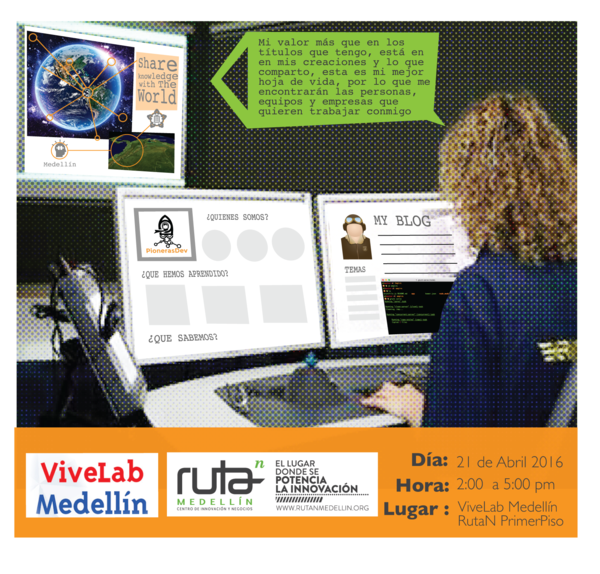 Mi valor más que en los
títulos que tengo, está en
en mis creaciones y lo que
comparto, esta es mi mejor
hoja de vida, por lo que me
encontrarán las personas,
equipos y empresas que
quieren trabajar conmigo
Share
knowledge
with The
World
Medellín
PionerasDev
¿QUIENES SOMOS?
¿QUE HEMOS APRENDIDO?
¿QUE SABEMOS?
MY BLOG
TEMAS
ViveLab
Medellín
ruta n
MEDELLÍN
CENTRO DE INNOVACIÓN Y NEGOCIOS
EL LUGAR
DONDE SE
POTENCIA
LA INNOVACIÓN
WWW.RUTANMEDELLIN.ORG
Día: 21 de Abril 2016
Hora: 2:00 a 5:00 pm
Lugar : ViveLab Medellín
RutaN PrimerPiso